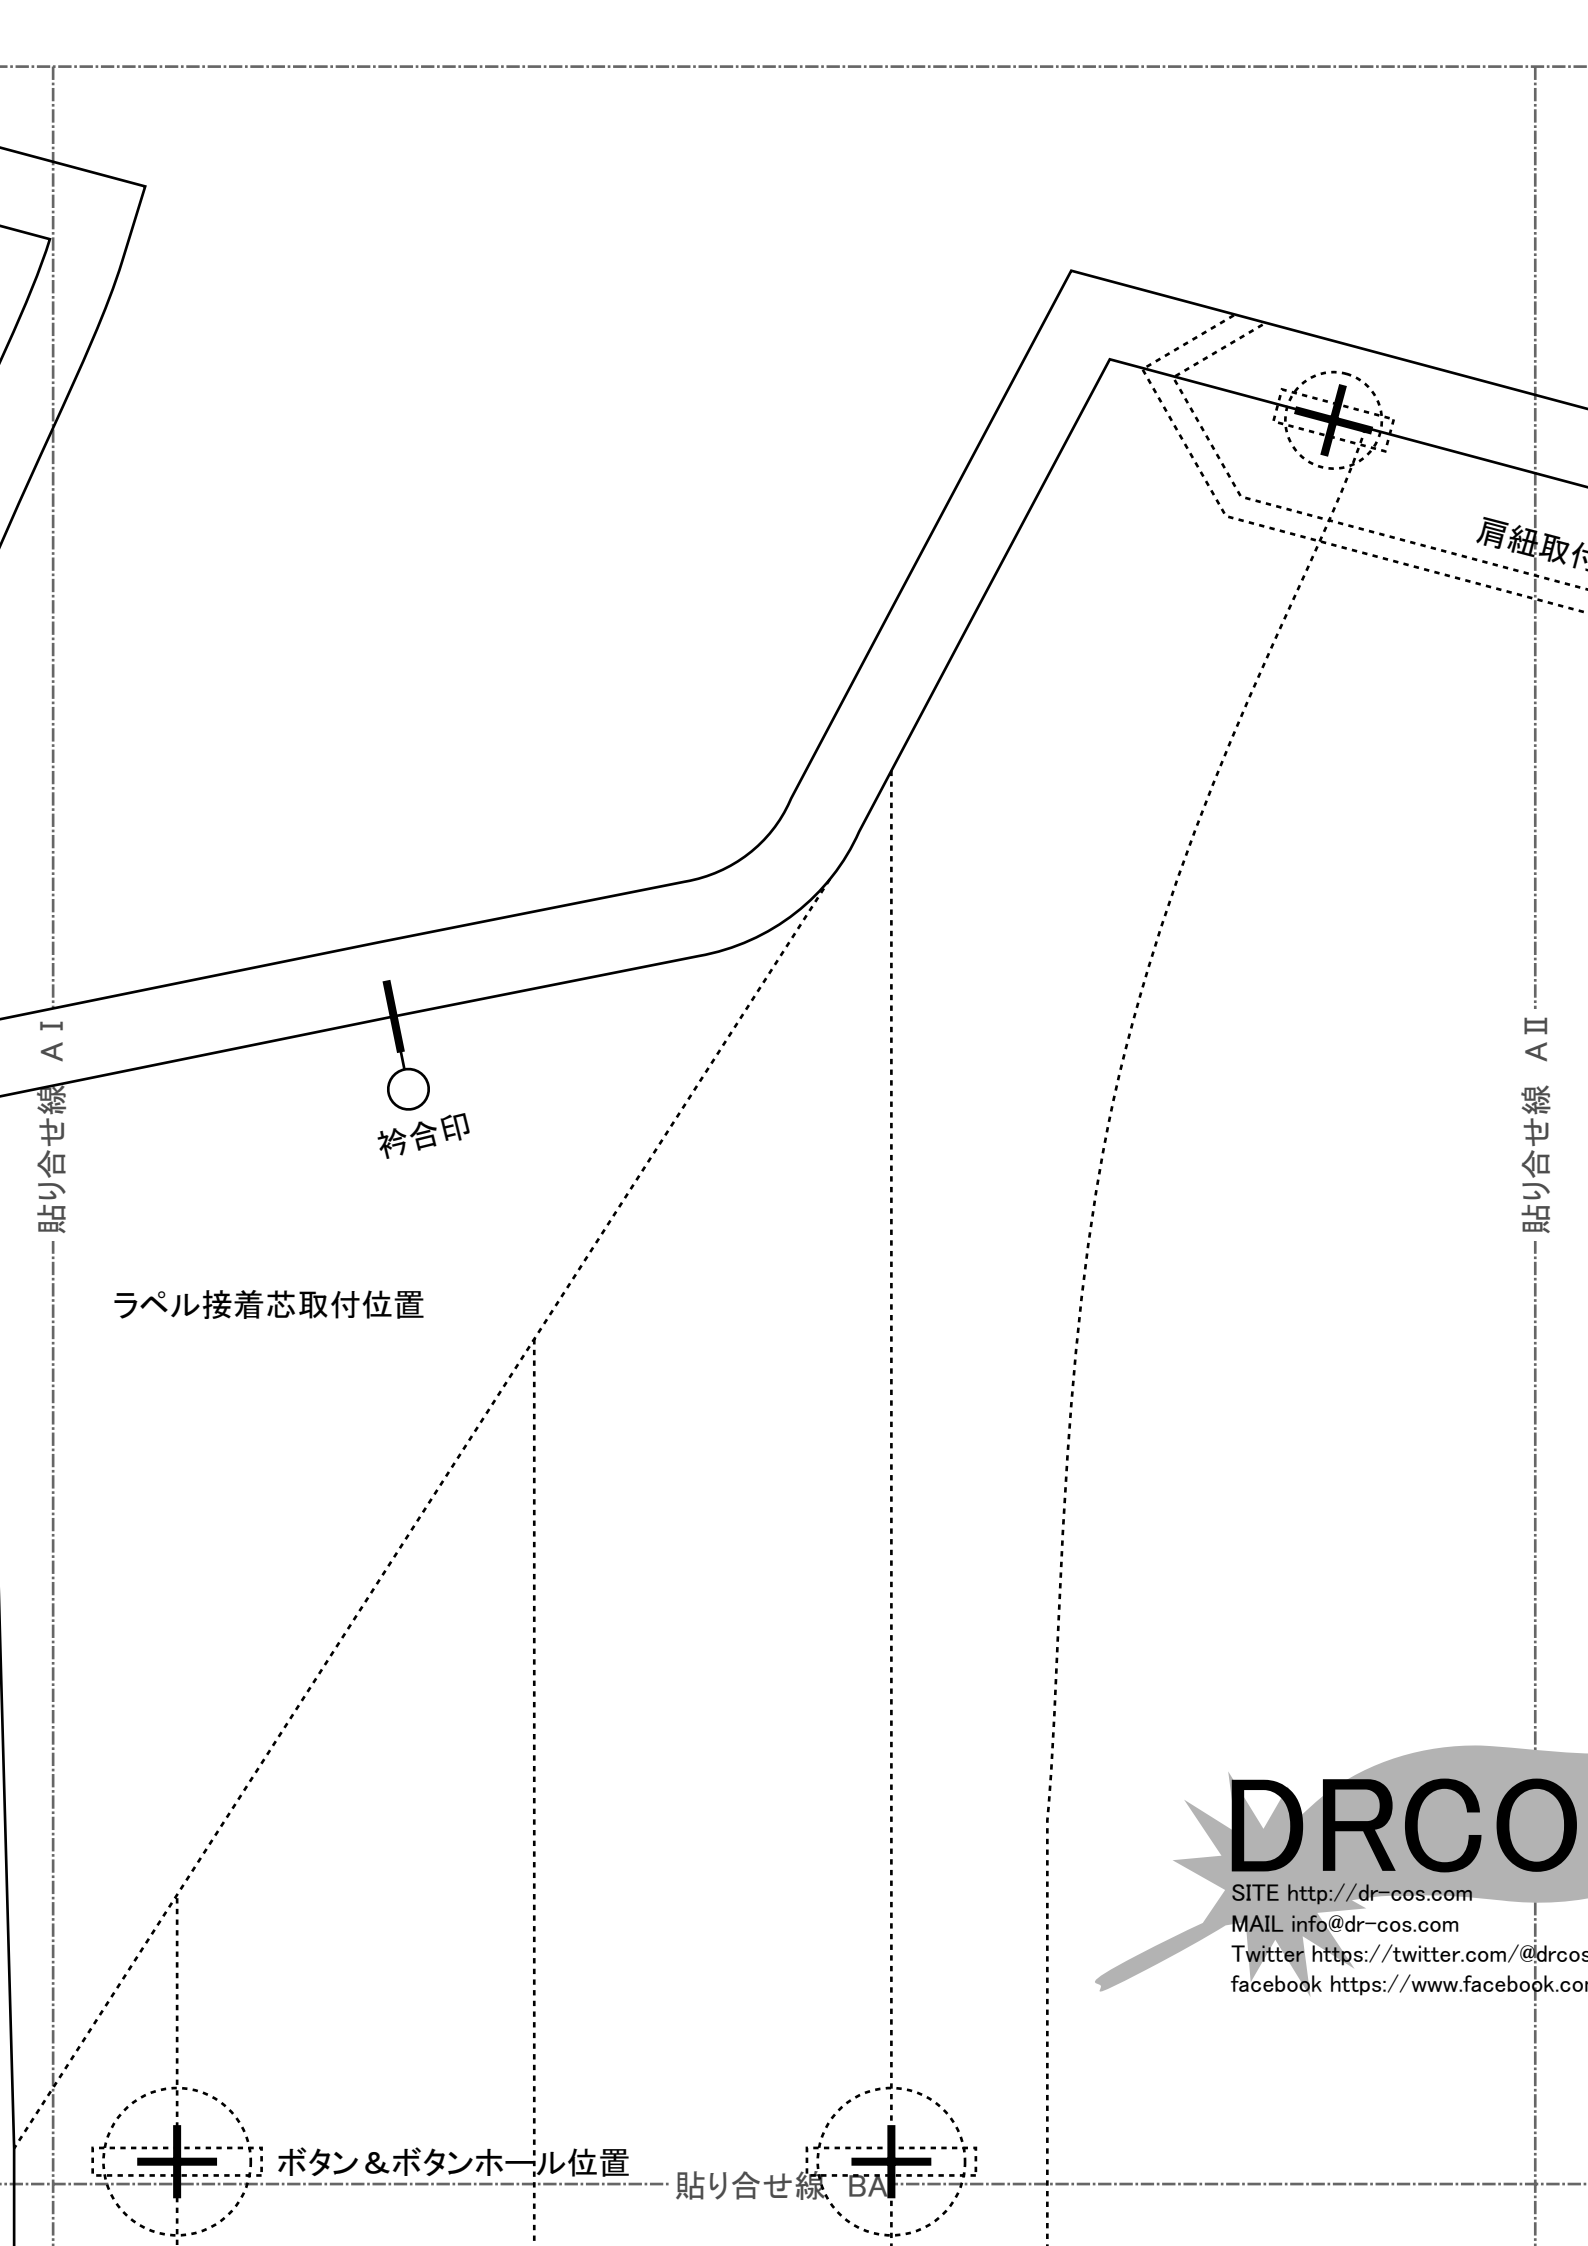 肩紐取付
貼り合せ線 AⅠ
貼り合せ線 AⅡ
衿合印
ラペル接着芯取付位置
DRCO
SITE http://dr-cos.com
MAIL info@dr-cos.com
Twitter https://twitter.com/@drcos
facebook https://www.facebook.com
ボタン&ボタンホール位置
貼り合せ線 BA